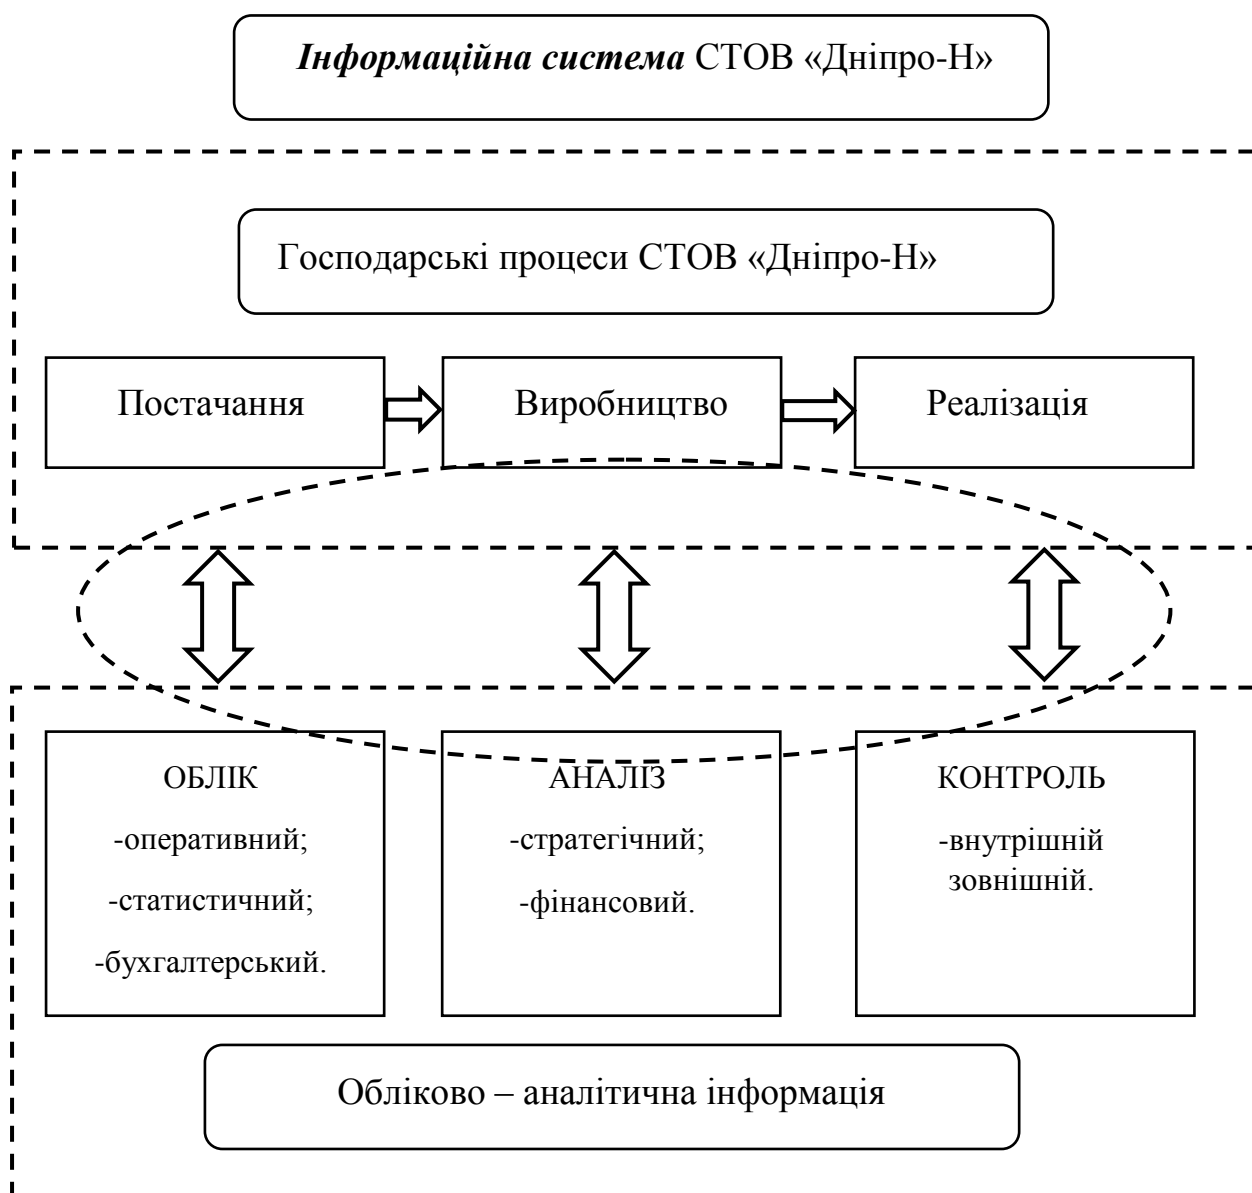 Інформаційна система СТОВ «Дніпро-Н»
Господарські процеси СТОВ «Дніпро-Н»
Постачання
Виробництво
Реалізація
ОБЛІК
-оперативний;
-статистичний;
-бухгалтерський.
АНАЛІЗ
-стратегічний;
-фінансовий.
КОНТРОЛЬ
-внутрішній
зовнішній.
Обліково – аналітична інформація